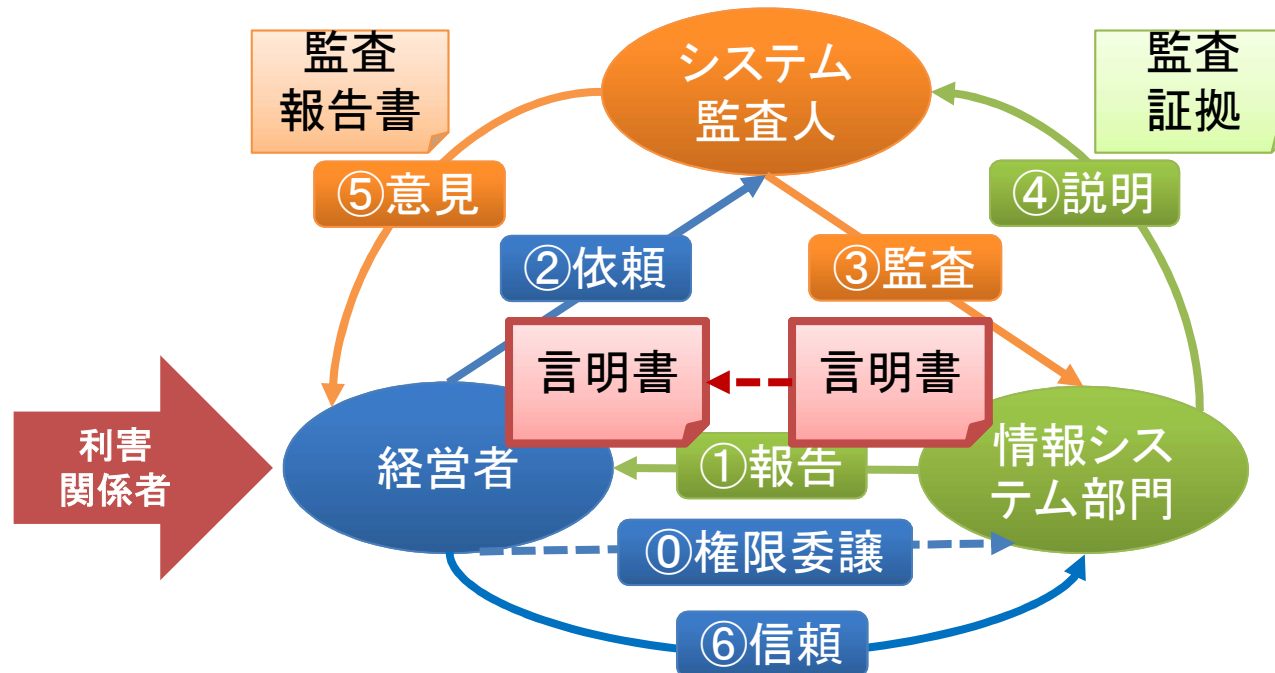 監査
報告書
システム
監査人
監査
証拠
⑤意見
④説明
②依頼
③監査
言明書
言明書
利害
関係者
経営者
①報告
情報シス
テム部門
⓪権限委譲
⑥信頼